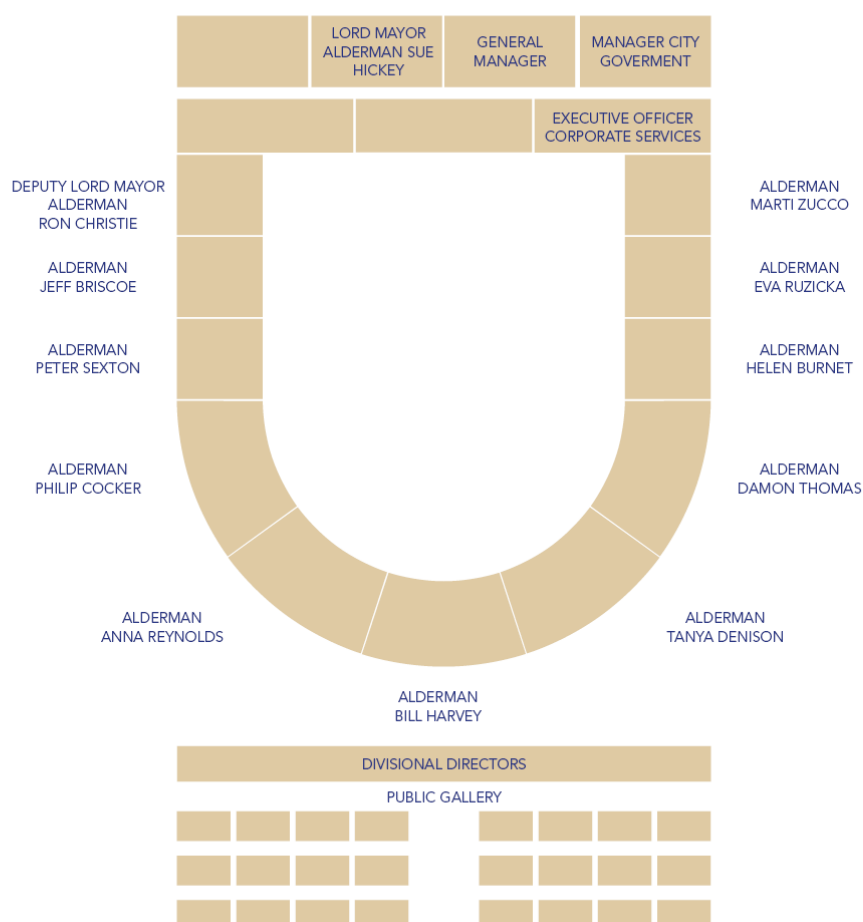 LORD MAYOR
ALDERMAN SUE
HICKEY
GENERAL
MANAGER
MANAGER CITY
GOVERMENT
EXECUTIVE OFFICER
CORPORATE SERVICES
DEPUTY LORD MAYOR
ALDERMAN
RON CHRISTIE
ALDERMAN
MARTI ZUCCO
ALDERMAN
JEFF BRISCOE
ALDERMAN
EVA RUZICKA
ALDERMAN
PETER SEXTON
ALDERMAN
HELEN BURNET
ALDERMAN
PHILIP COCKER
ALDERMAN
DAMON THOMAS
ALDERMAN
ANNA REYNOLDS
ALDERMAN
TANYA DENISON
ALDERMAN
BILL HARVEY
DIVISIONAL DIRECTORS
PUBLIC GALLERY